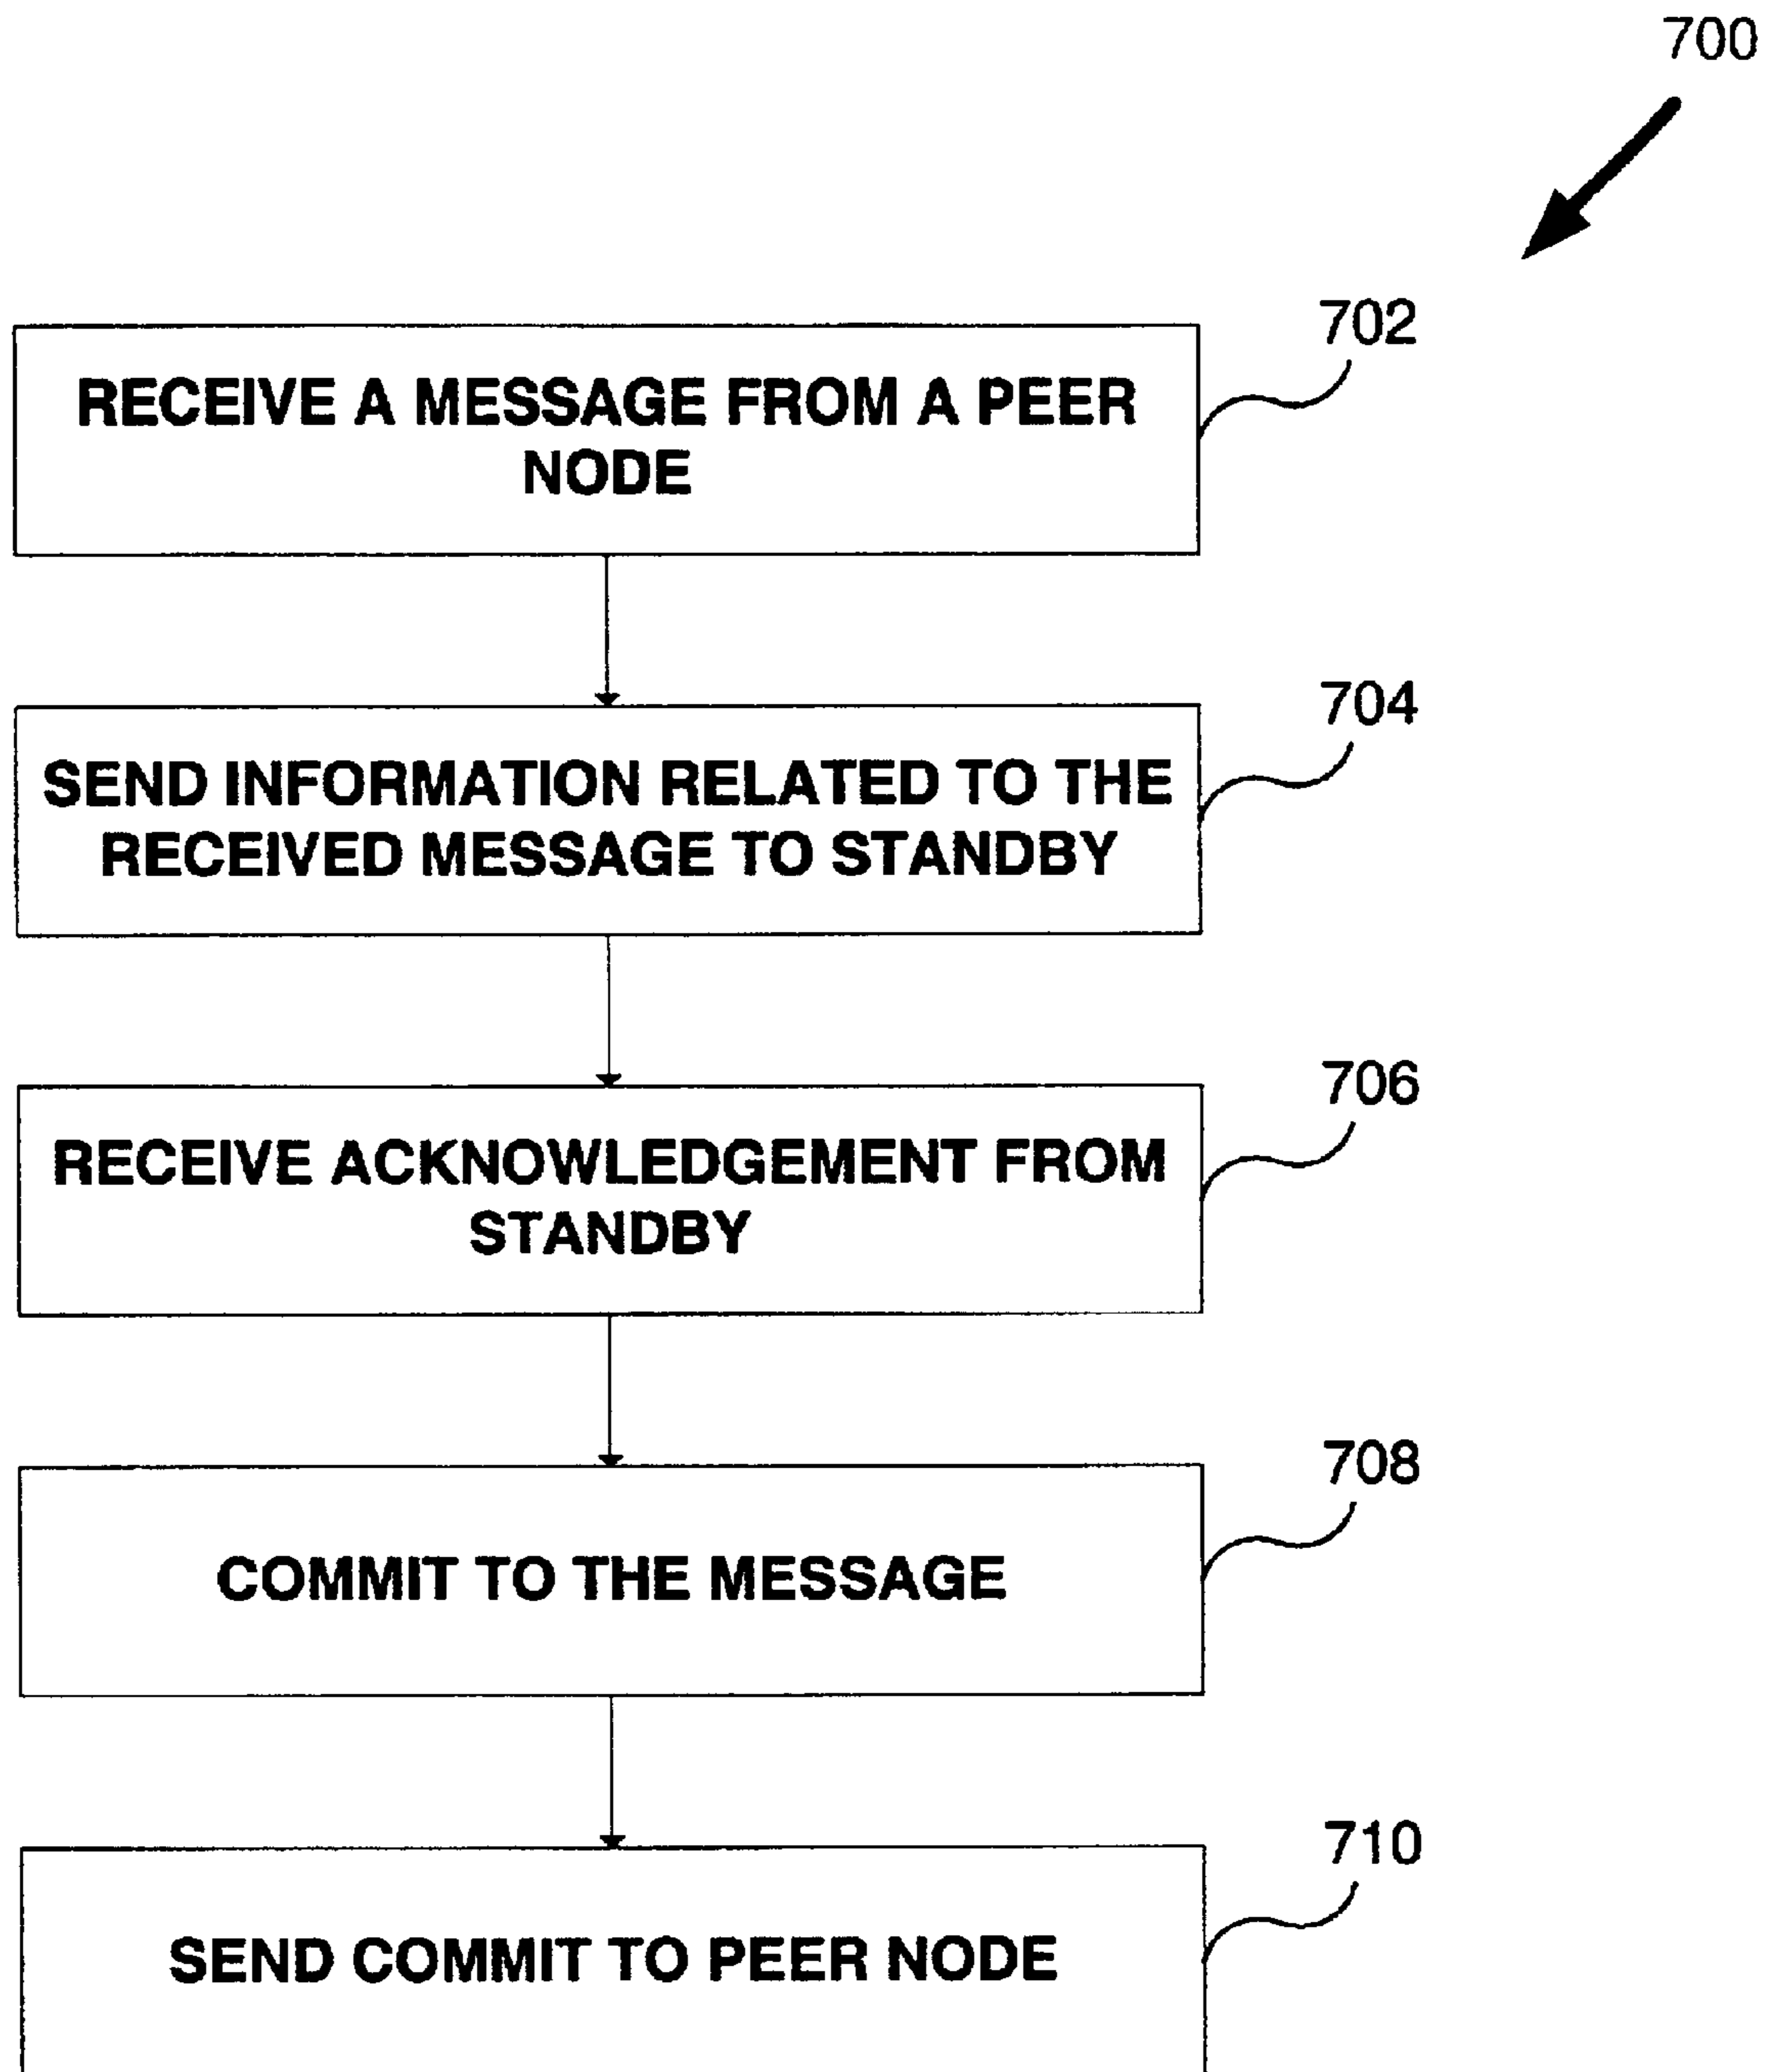 700
702
RECEIVE A MESSAGE FROM A PEER
NODE
704
SEND INFORMATION RELATED TO THE
RECEIVED MESSAGE TO STANDBY
706
RECEIVE ACKNOWLEDGEMENT FROM
STANDBY
708
COMMIT TO THE MESSAGE
710
SEND COMMIT TO PEER NODE